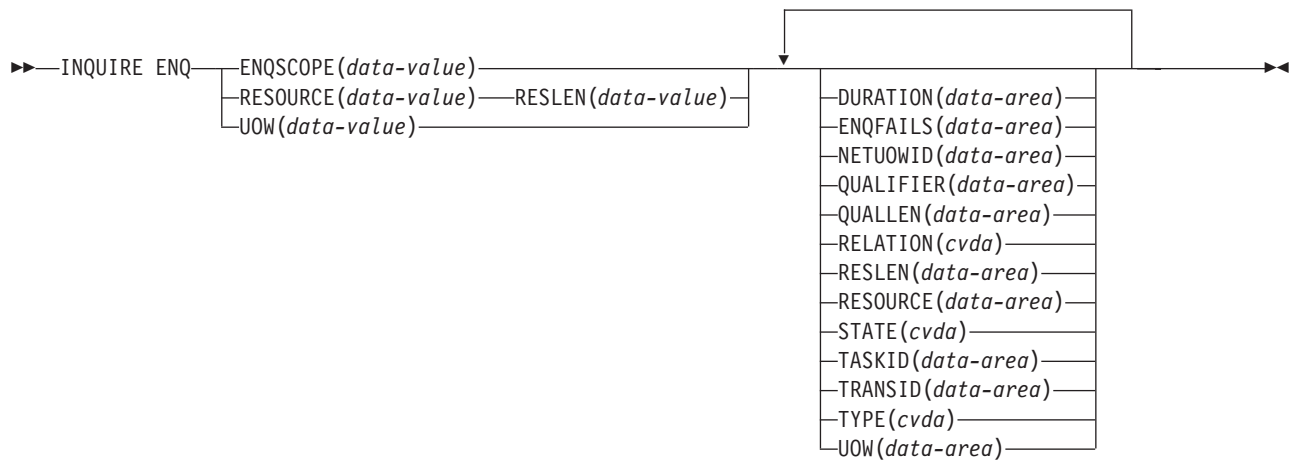 INQUIRE ENQ ENQSCOPE(data-value)
RESOURCE(data-value) RESLEN(data-value)
UOW(data-value)
DURATION(data-area)
ENQFAILS(data-area)
NETUOWID(data-area)
QUALIFIER(data-area)
QUALLEN(data-area)
RELATION(cvda)
RESLEN(data-area)
RESOURCE(data-area)
STATE(cvda)
TASKID(data-area)
TRANSID(data-area)
TYPE(cvda)
UOW(data-area)